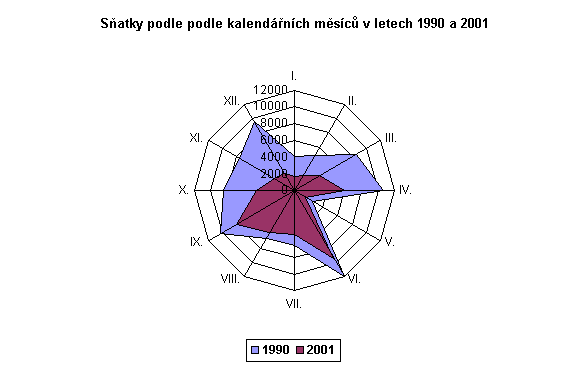 Sňatky podle podle kalendářních měsíců v letech 1990 a 2001
I.
II.
III.
IV.
V.
VI.
VII.
VIII.
IX.
X.
XI.
XII.
12000
10000
8000
6000
4000
2000
0
1990 2001